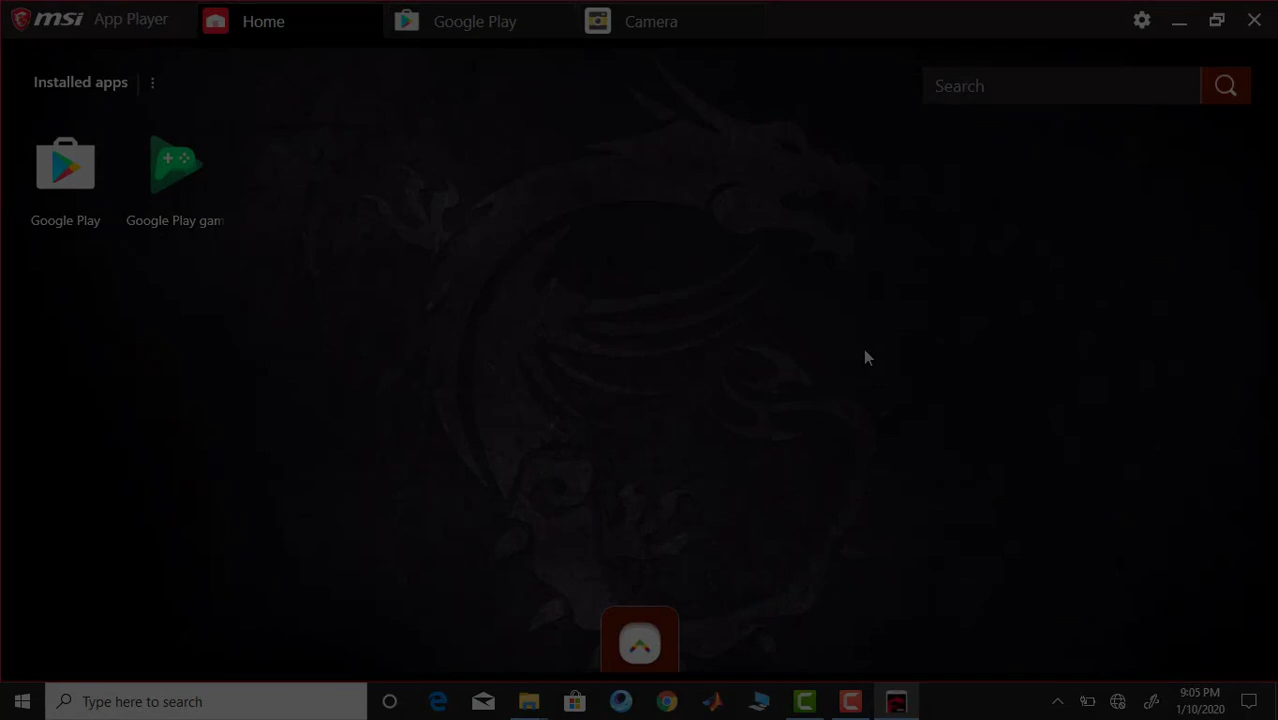 msi App Player
Home
Google Play
Camera
Installed apps
Search
Google Play
Google Play gam
Type here to search
9:05 PM
1/10/2020